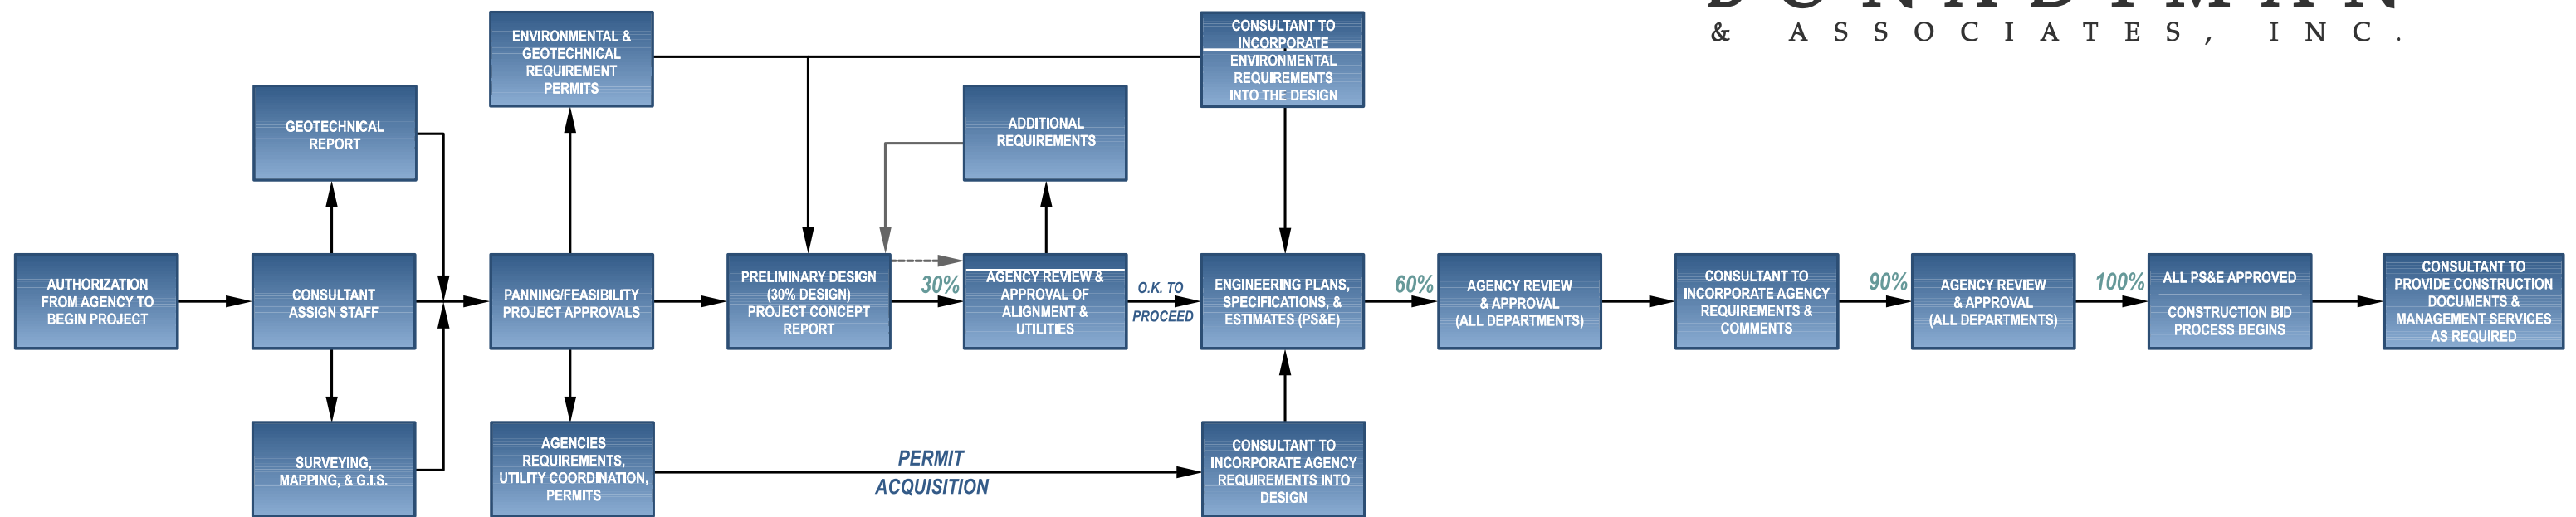 BONADIMAN
& ASSOCIATES, INC.
ENVIRONMENTAL &
GEOTECHNICAL
REQUIREMENT
PERMITS
CONSULTANT TO
INCORPORATE
ENVIRONMENTAL
REQUIREMENTS
INTO THE DESIGN
GEOTECHNICAL
REPORT
ADDITIONAL
REQUIREMENTS
AUTHORIZATION
FROM AGENCY TO
BEGIN PROJECT
CONSULTANT
ASSIGN STAFF
PANNING/FEASIBILITY
PROJECT APPROVALS
PRELIMINARY DESIGN
(30% DESIGN)
PROJECT CONCEPT
REPORT
30%
AGENCY REVIEW &
APPROVAL OF
ALIGNMENT &
UTILITIES
O.K. TO
PROCEED
ENGINEERING PLANS,
SPECIFICATIONS, &
ESTIMATES (PS&E)
60%
AGENCY REVIEW
& APPROVAL
(ALL DEPARTMENTS)
CONSULTANT TO
INCORPORATE AGENCY
REQUIREMENTS &
COMMENTS
90%
AGENCY REVIEW
& APPROVAL
(ALL DEPARTMENTS)
100%
ALL PS&E APPROVED
CONSTRUCTION BID
PROCESS BEGINS
CONSULTANT TO
PROVIDE CONSTRUCTION
DOCUMENTS &
MANAGEMENT SERVICES
AS REQUIRED
SURVEYING,
MAPPING, & G.I.S.
AGENCIES
REQUIREMENTS,
UTILITY COORDINATION,
PERMITS
PERMIT
ACQUISITION
CONSULTANT TO
INCORPORATE AGENCY
REQUIREMENTS INTO
DESIGN